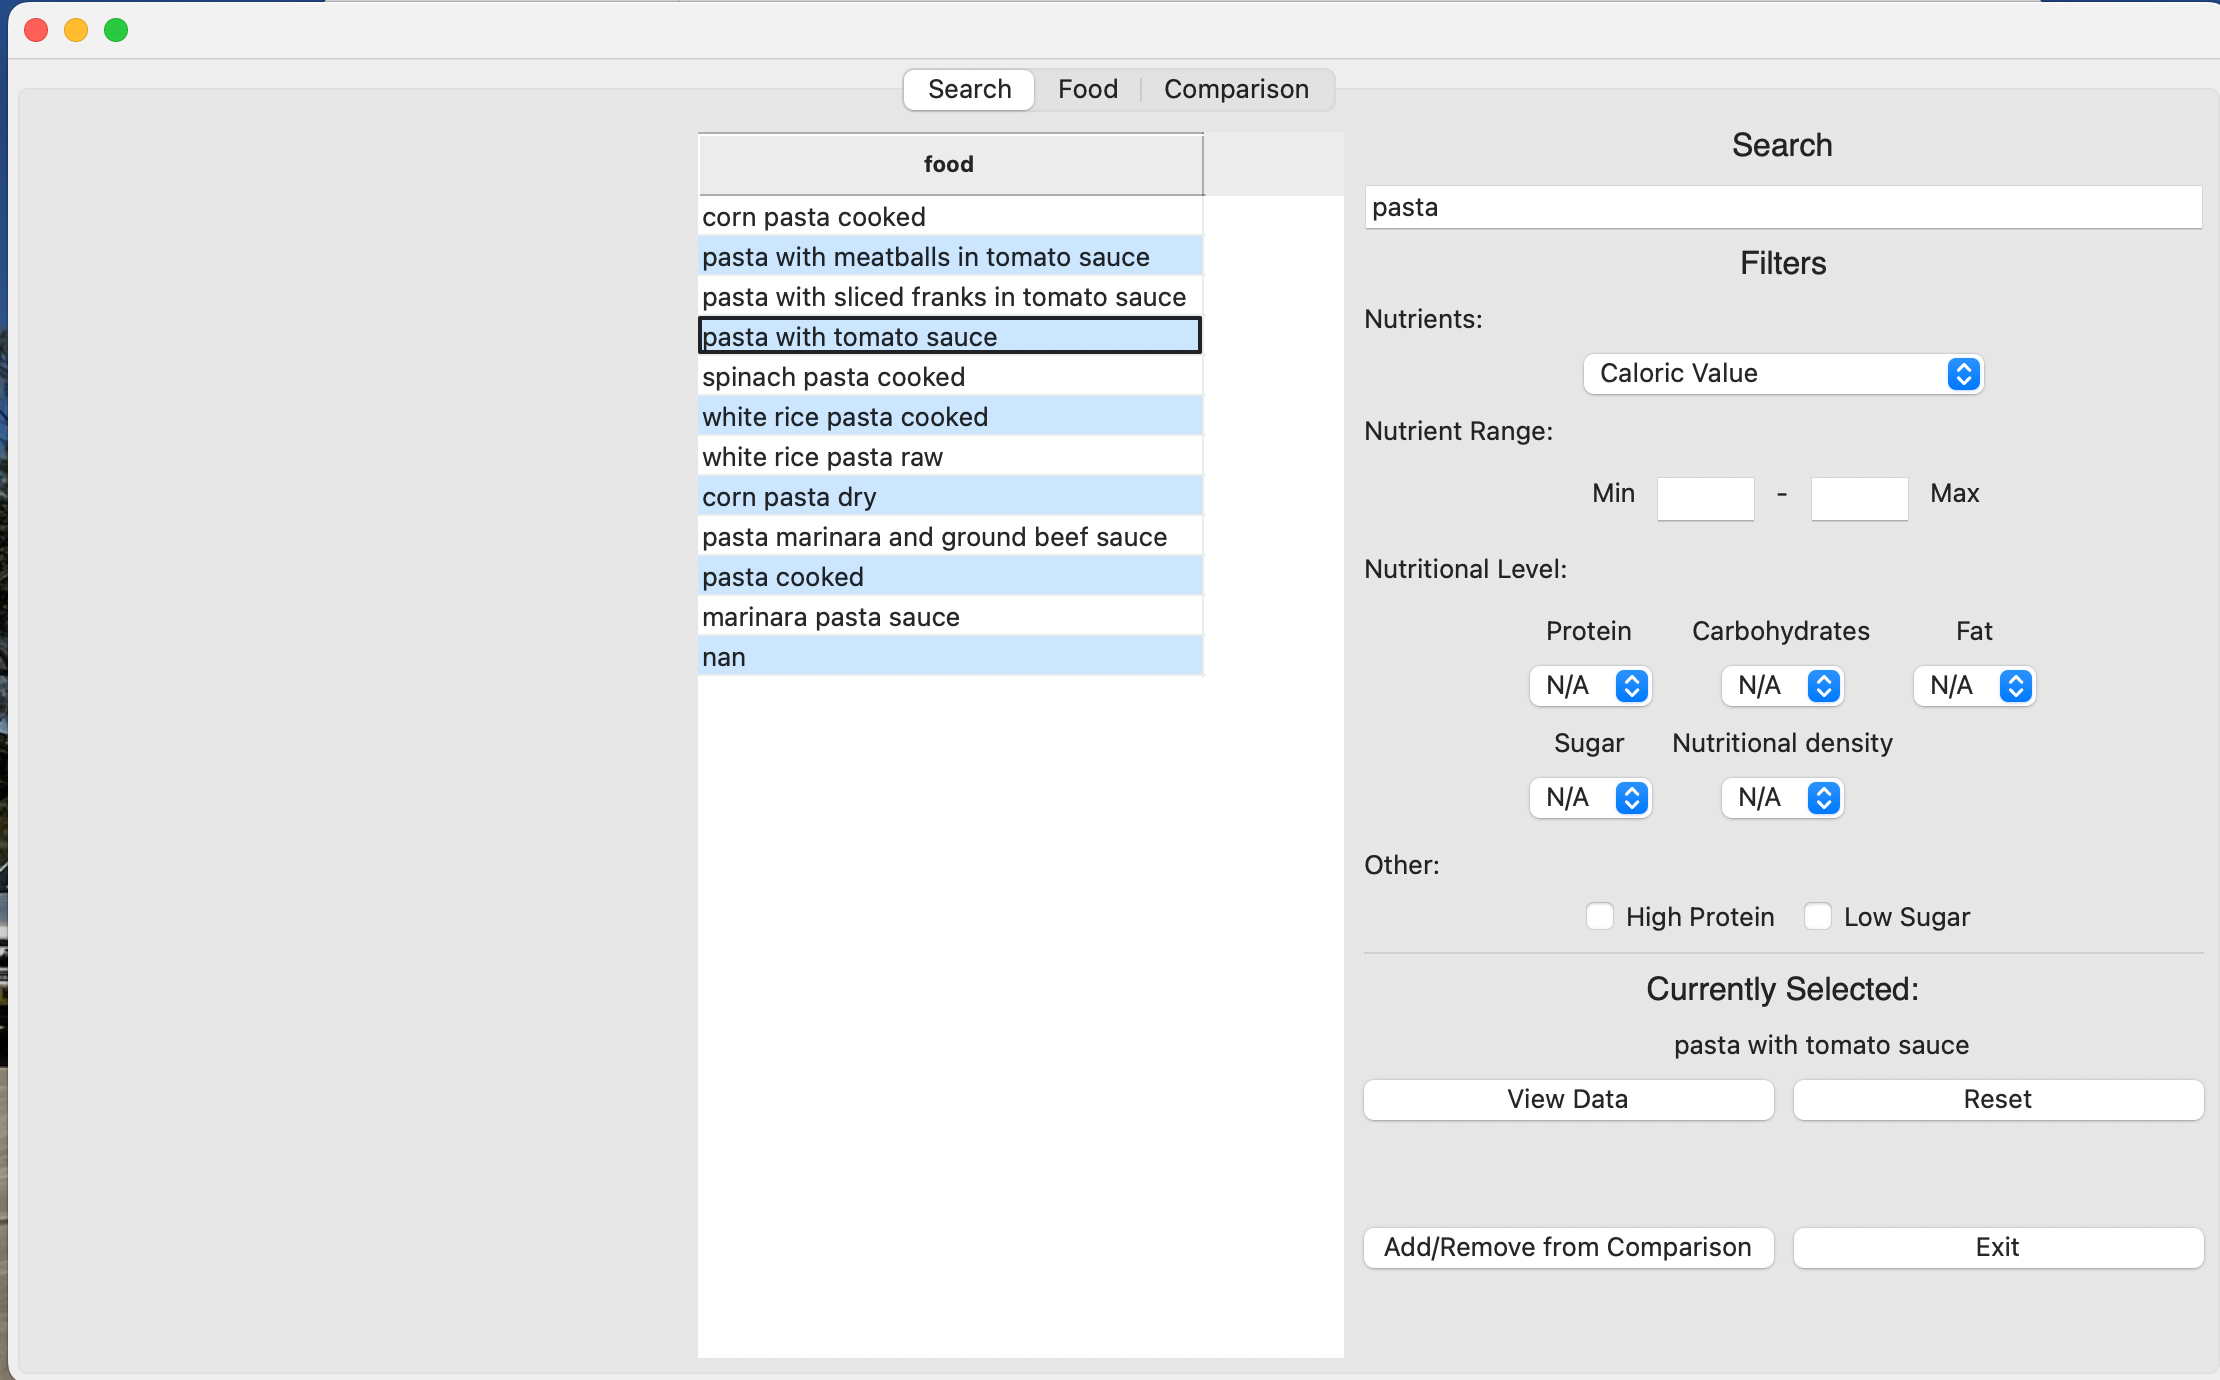 Search Food Comparison
food
corn pasta cooked
pasta with meatballs in tomato sauce
pasta with sliced franks in tomato sauce
pasta with tomato sauce
spinach pasta cooked
white rice pasta cooked
white rice pasta raw
corn pasta dry
pasta marinara and ground beef sauce
pasta cooked
marinara pasta sauce
nan
Search
pasta
Filters
Nutrients:
Caloric Value
Nutrient Range:
Min - Max
Nutritional Level:
Protein Carbohydrates Fat
N/A N/A N/A
Sugar Nutritional density
N/A N/A
Other:
High Protein Low Sugar
Currently Selected:
pasta with tomato sauce
View Data Reset
Add/Remove from Comparison Exit